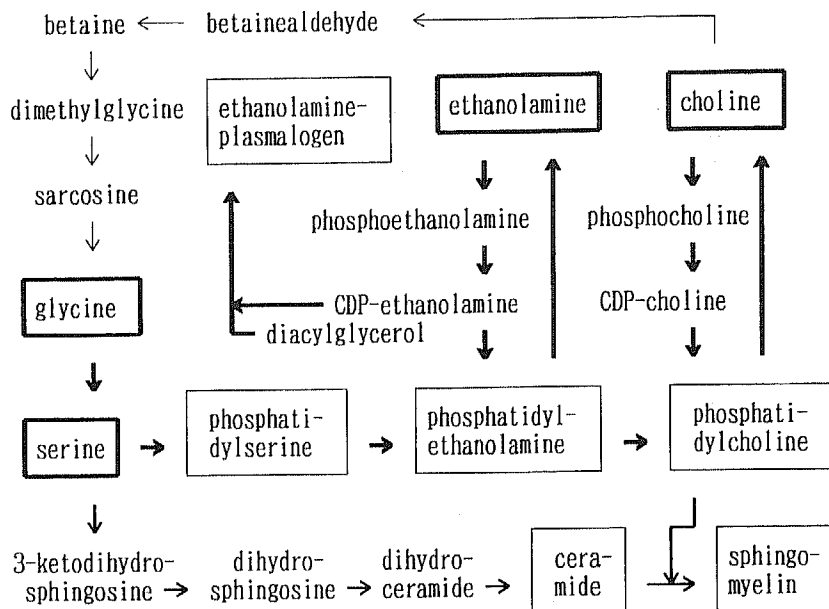 betaine
betainealdehyde
dimethylglycine
ethanolamine-
plasmalogen
ethanolamine
choline
sarcosine
phosphoethanolamine
phosphocholine
glycine
CDP-ethanolamine
CDP-choline
diacylglycerol
serine
phosphati-
dylserine
phosphatidyl-
ethanolamine
phosphati-
dylcholine
3-ketodihydro-
sphingosine
dihydro-
sphingosine
dihydro-
ceramide
cera-
mide
sphingo-
myelin